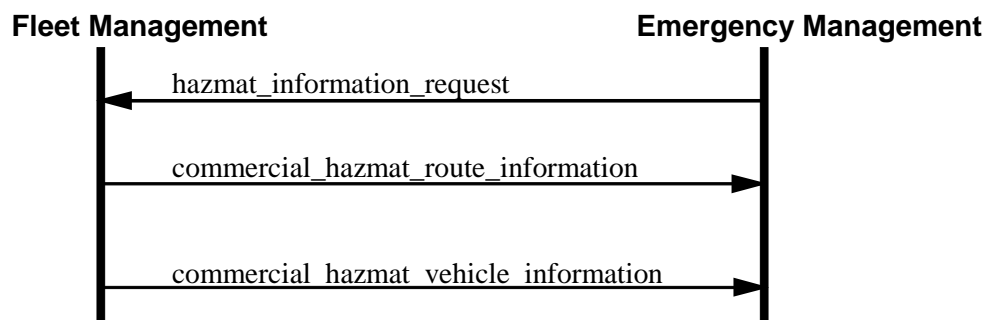 Fleet Management
Emergency Management
hazmat_information_request
commercial_hazmat_route_information
commercial_hazmat_vehicle_information